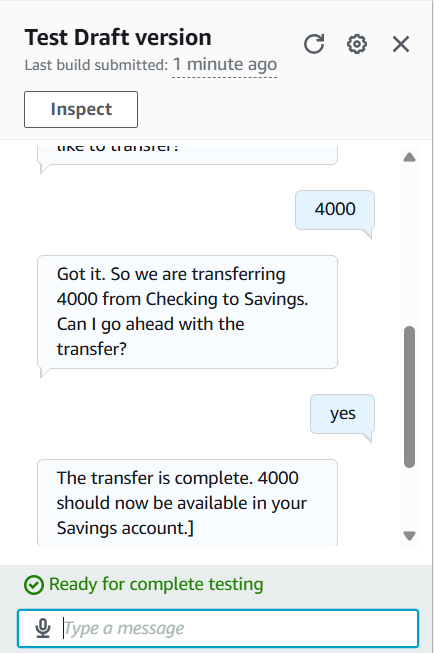 Test Draft version
Last build submitted: 1 minute ago
Inspect
like to transfer?
4000
Got it. So we are transferring
4000 from Checking to Savings.
Can I go ahead with the
transfer?
yes
The transfer is complete. 4000
should now be available in your
Savings account.]
Ready for complete testing
Type a message